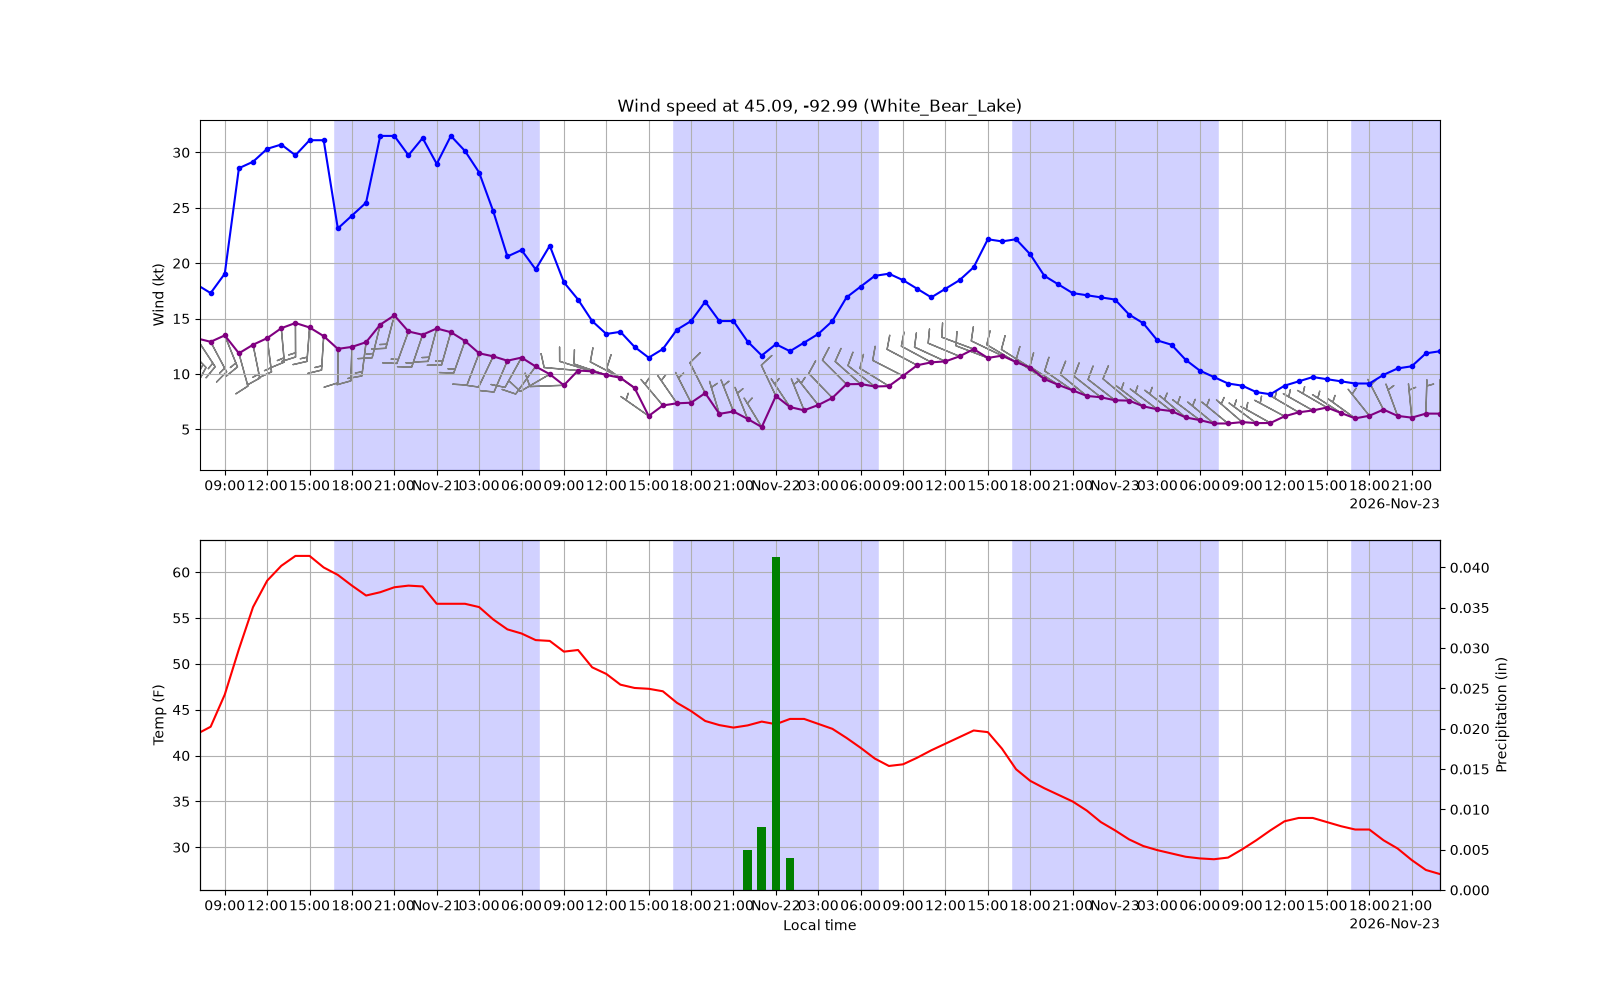 Wind speed at 45.09, -92.99 (White_Bear_Lake)
30
25
20
15
10
5
Wind (kt)
09:00 12:00 15:00 18:00 21:00 Nov-21 03:00 06:00 09:00 12:00 15:00 18:00 21:00 Nov-22 03:00 06:00 09:00 12:00 15:00 18:00 21:00 Nov-23 03:00 06:00 09:00 12:00 15:00 18:00 21:00
2026-Nov-23
60
55
50
45
40
35
30
Temp (F)
0.040
0.035
0.030
0.025
0.020
0.015
0.010
0.005
0.000
Precipitation (in)
09:00 12:00 15:00 18:00 21:00 Nov-21 03:00 06:00 09:00 12:00 15:00 18:00 21:00 Nov-22 03:00 06:00 09:00 12:00 15:00 18:00 21:00 Nov-23 03:00 06:00 09:00 12:00 15:00 18:00 21:00
Local time
2026-Nov-23